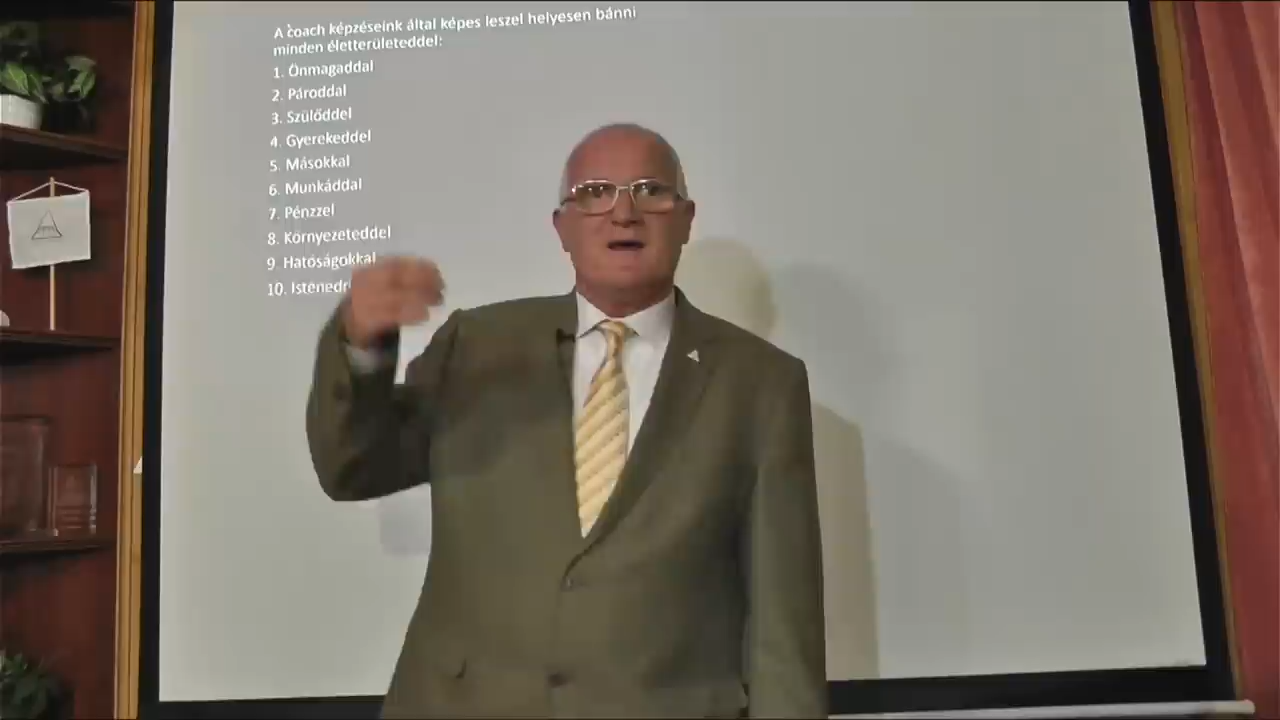 A coach képzéseink által képes leszel helyesen bánni
minden életterületeddel:
1. Önmagaddal
2. Pároddal
3. Szülőddel
4. Gyerekeddel
5. Másokkal
6. Munkáddal
7. Pénzzel
8. Környezeteddel
9. Hatóságokkal
10.